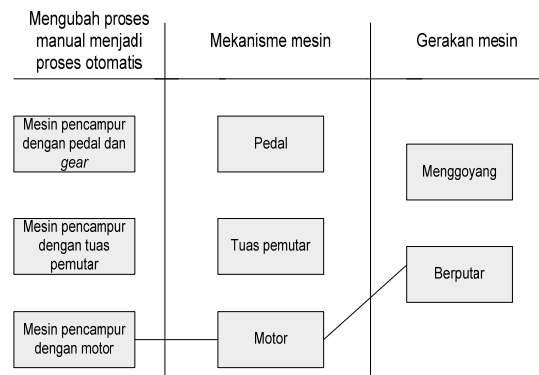 Mengubah proses
manual menjadi
proses otomatis
Mekanisme mesin
Gerakan mesin
Mesin pencampur
dengan pedal dan
gear
Pedal
Menggoyang
Mesin pencampur
dengan tuas
pemutar
Tuas pemutar
Berputar
Mesin pencampur
dengan motor
Motor